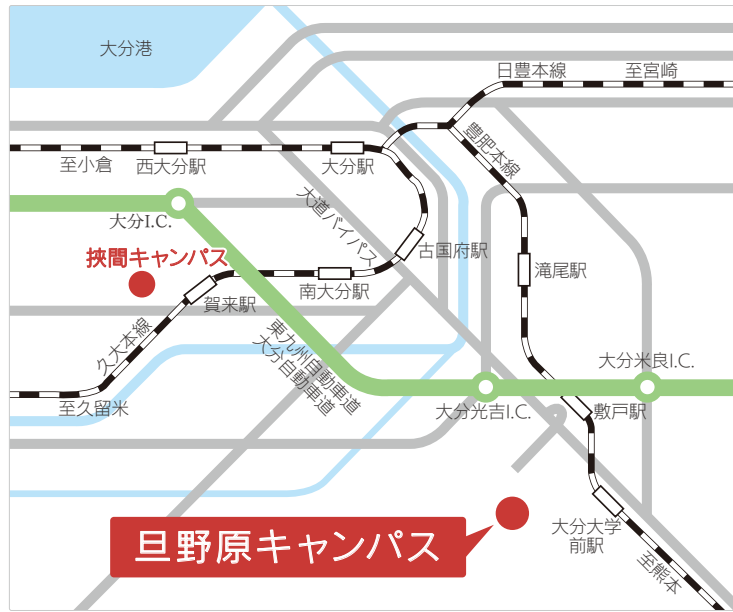 大分港
日豊本線
至宮崎
豊肥本線
至小倉
西大分駅
大分駅
大分I.C.
大道バイパス
古国府駅
挾間キャンパス
滝尾駅
賀来駅
南大分駅
久大本線
東九州自動車道
大分自動車道
大分米良I.C.
至久留米
大分光吉I.C.
敷戸駅
旦野原キャンパス
大分大学
前駅
至熊本